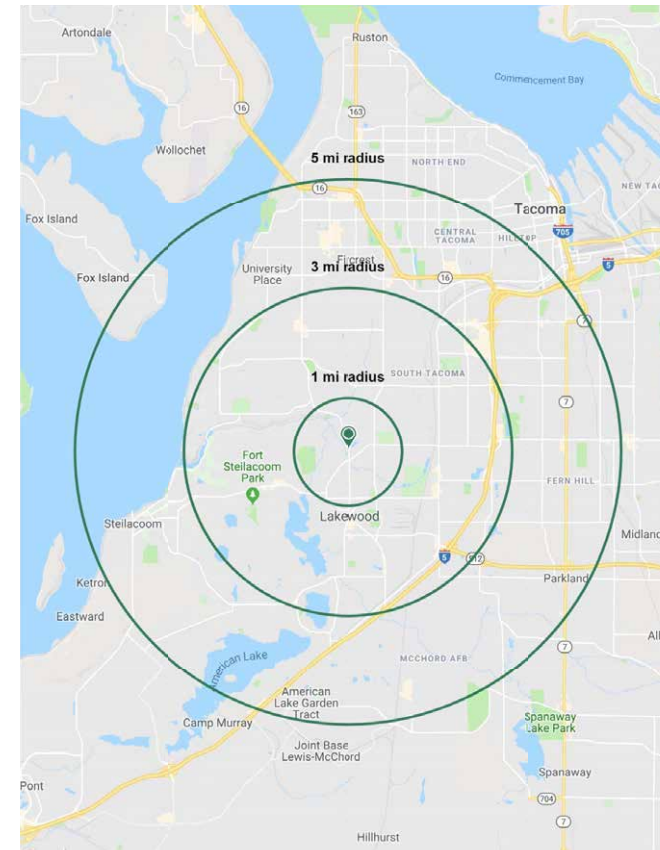 Artondale
Ruston
Commencement Bay
16
163
Wollochet
5 mi radius
NORTH END
16
NEW TA
Fox Island
Tacoma
705
CENTRAL
TACOMA
HILLTOP
Fircrest
5
University
Place
3 mi radius
Fox Island
16
7
1 mi radius
SOUTH TACOMA
7
Fort
Steilacoom
Park
FERN HILL
Lakewood
Steilacoom
Midland
5
512
Ketron
Parkland
Eastward
All
7
American Lake
MCCHORD AFB
American
Lake Garden
Tract
Camp Murray
Spanaway
Lake Park
Joint Base
Lewis-McChord
Spanaway
Pont
704
7
Hillhurst